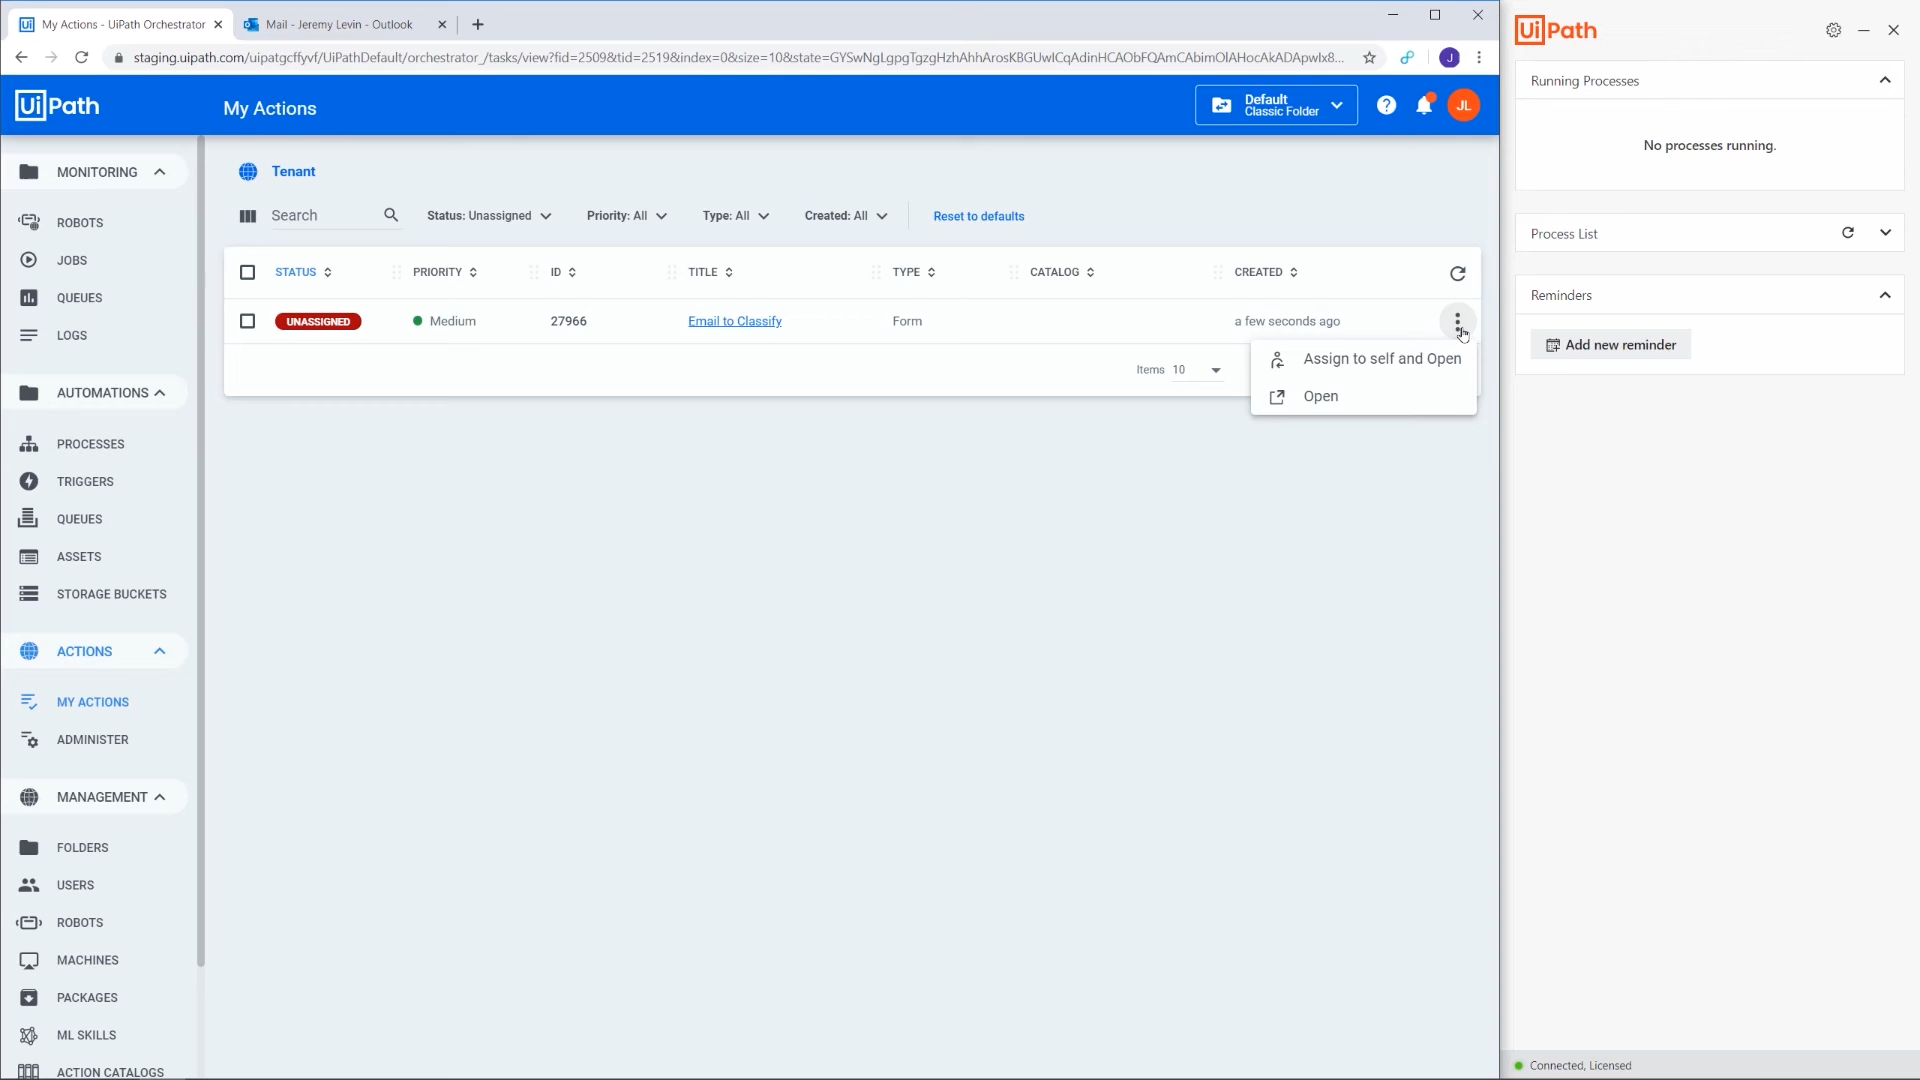 My Actions - UiPath Orchestrator
Mail - Jeremy Levin - Outlook
staging.uipath.com/uipatgcffyvf/UiPathDefault/orchestrator_/tasks/view?fid=2509&tid=2519&index=0&size=10&state=GYSwNgLgpgTgzgHzhAhhArosKBGUwICqAdinHCAObFQAmCAbimOIAHocAkADApwlx8...
J
UiPath
My Actions
Default
Classic Folder
JL
MONITORING
ROBOTS
JOBS
QUEUES
LOGS
AUTOMATIONS
PROCESSES
TRIGGERS
QUEUES
ASSETS
STORAGE BUCKETS
ACTIONS
MY ACTIONS
ADMINISTER
MANAGEMENT
FOLDERS
USERS
ROBOTS
MACHINES
PACKAGES
ML SKILLS
ACTION CATALOGS
Tenant
Search Status: Unassigned Priority: All Type: All Created: All Reset to defaults
STATUS PRIORITY ID TITLE TYPE CATALOG CREATED
UNASSIGNED Medium 27966 Email to Classify Form a few seconds ago
Items 10
Assign to self and Open
Open
UiPath
Running Processes
No processes running.
Process List
Reminders
Add new reminder
Connected, Licensed